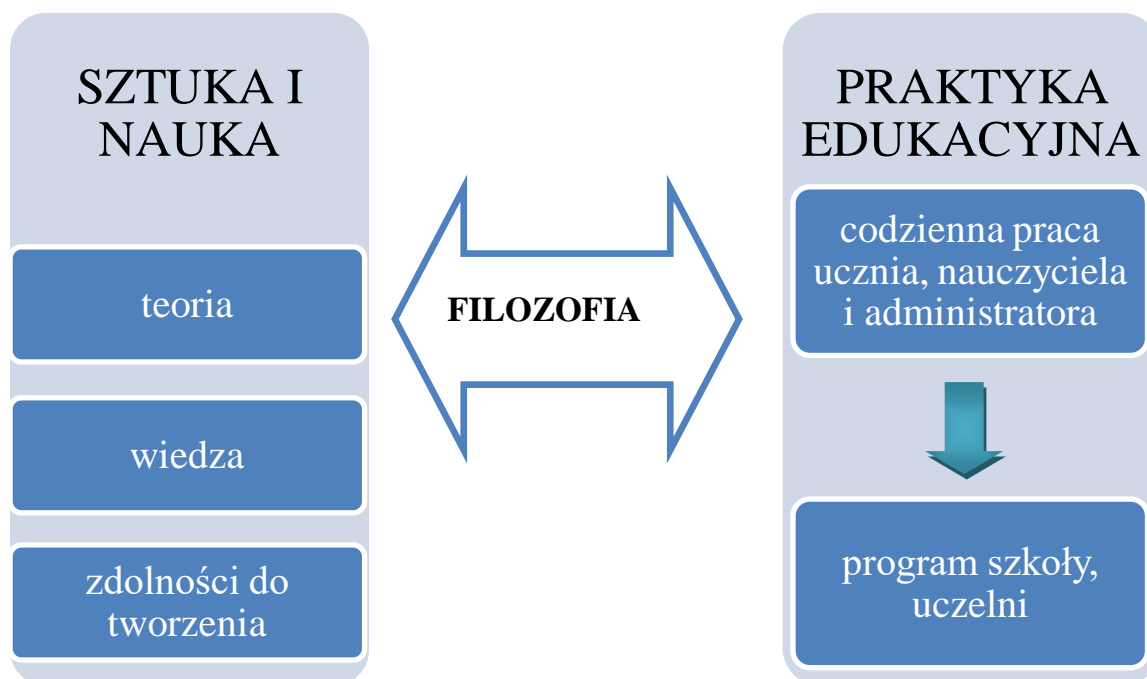 SZTUKA I
NAUKA
teoria
wiedza
zdolności do
tworzenia
FILOZOFIA
PRAKTYKA
EDUKACYJNA
codzienna praca
ucznia, nauczyciela
i administratora
program szkoły,
uczelni